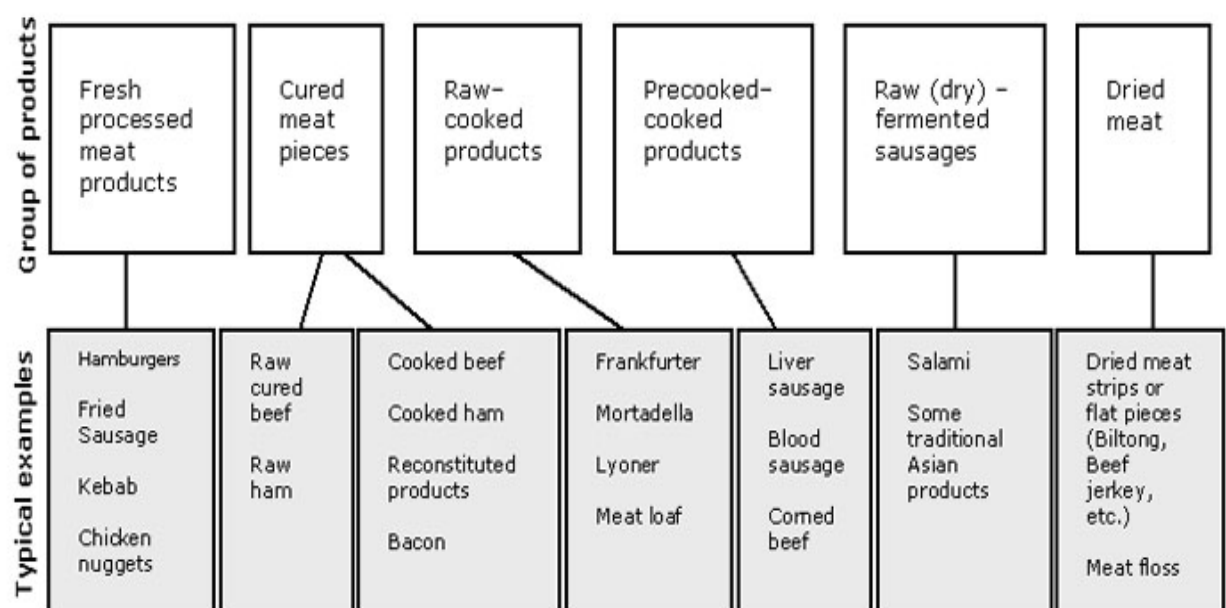 Group of products
Fresh
processed
meat
products
Cured
meat
pieces
Raw-
cooked
products
Precooked-
cooked
products
Raw (dry) -
fermented
sausages
Dried
meat
Typical examples
Hamburgers
Fried
Sausage
Kebab
Chicken
nuggets
Raw
cured
beef
Raw
ham
Cooked beef
Cooked ham
Reconstituted
products
Bacon
Frankfurter
Mortadella
Lyoner
Meat loaf
Liver
sausage
Blood
sausage
Corned
beef
Salami
Some
traditional
Asian
products
Dried meat
strips or
flat pieces
(Biltong,
Beef
jerkey,
etc.)
Meat floss